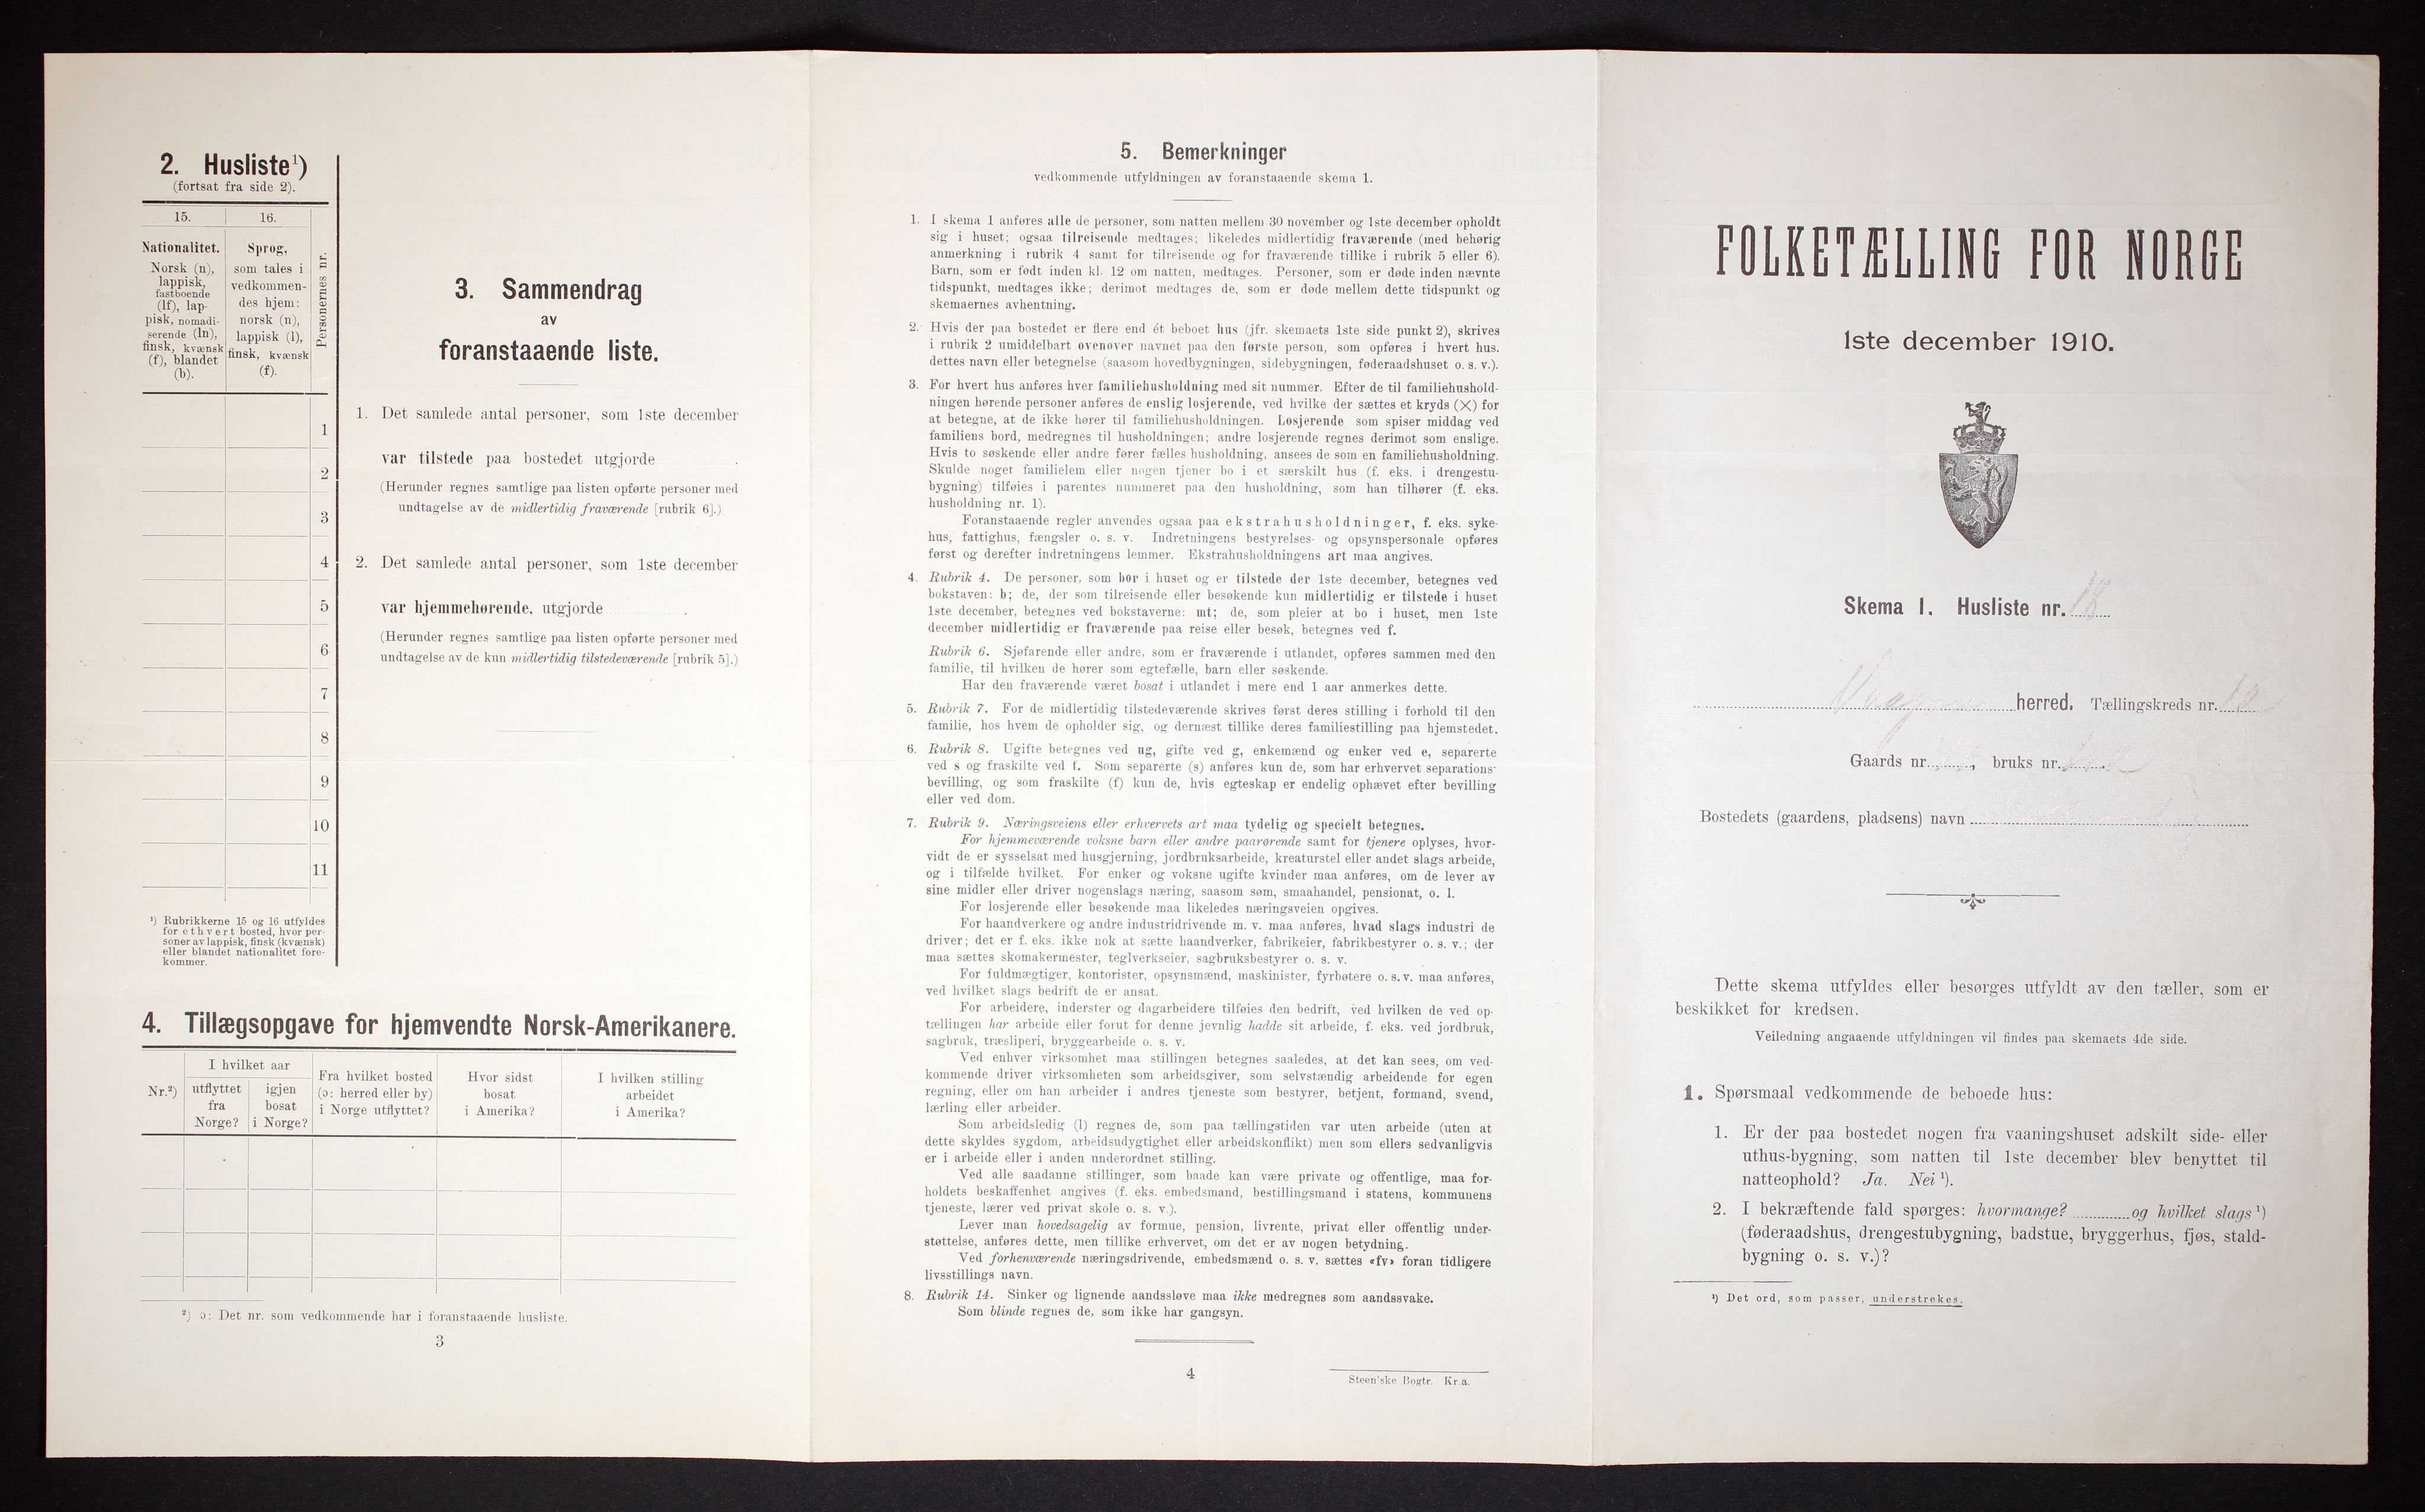 2. Husliste¹)
(fortsat fra side 2).
15.
16.
Personernes nr.
Nationalitet.
Norsk (n),
lappisk,
fastboende
(lf), lap-
pisk, nomadi-
serende (ln),
finsk, kvænsk
(f), blandet
(b).
Sprog,
som tales i
vedkommen-
des hjem:
norsk (n),
lappisk (l),
finsk, kvænsk
(f).
1
2
3
4
5
6
7
8
9
10
11
¹) Rubrikkerne 15 og 16 utfyldes
for ethvert bosted, hvor per-
soner av lappisk, finsk (kvænsk)
eller blandet nationalitet fore-
kommer.
3. Sammendrag
av
foranstaaende liste.
1. Det samlede antal personer, som 1ste december
var tilstede paa bostedet utgjorde .
(Herunder regnes samtlige paa listen opførte personer med
undtagelse av de midlertidig fraværende [rubrik 6].)
2. Det samlede antal personer, som 1ste december
var hjemmehørende, utgjorde .
(Herunder regnes samtlige paa listen opførte personer med
undtagelse av de kun midlertidig tilstedeværende [rubrik 5].)
4. Tillægsopgave for hjemvendte Norsk-Amerikanere.
Nr.²)
I hvilket aar
utflyttet
fra
Norge?
igjen
bosat
i Norge?
Fra hvilket bosted
(ɔ: herred eller by)
i Norge utflyttet?
Hvor sidst
bosat
i Amerika?
I hvilken stilling
arbeidet
i Amerika?
²) ɔ: Det nr. som vedkommende har i foranstaaende husliste.
3
5. Bemerkninger
vedkommende utfyldningen av foranstaaende skema 1.
1. I skema 1 anføres alle de personer, som natten mellem 30 november og 1ste december opholdt
sig i huset; ogsaa tilreisende medtages; likeledes midlertidig fraværende (med behørig
anmerkning i rubrik 4 samt for tilreisende og for fraværende tillike i rubrik 5 eller 6).
Barn, som er født inden kl. 12 om natten, medtages. Personer, som er døde inden nævnte
tidspunkt, medtages ikke; derimot medtages de, som er døde mellem dette tidspunkt og
skemaernes avhentning.
2. Hvis der paa bostedet er flere end ét beboet hus (jfr. skemaets 1ste side punkt 2), skrives
i rubrik 2 umiddelbart ovenover navnet paa den første person, som opføres i hvert hus.
dettes navn eller betegnelse (saasom hovedbygningen, sidebygningen, føderaadshuset o. s. v.).
3. For hvert hus anføres hver familiehusholdning med sit nummer. Efter de til familiehushold-
ningen hørende personer anføres de enslig losjerende, ved hvilke der sættes et kryds (×) for
at betegne, at de ikke hører til familiehusholdningen. Losjerende som spiser middag ved
familiens bord, medregnes til husholdningen; andre losjerende regnes derimot som enslige.
Hvis to søskende eller andre fører fælles husholdning, ansees de som en familiehusholdning.
Skulde noget familielem eller nogen tjener bo i et særskilt hus (f. eks. i drengestu-
bygning) tilføies i parentes nummeret paa den husholdning, som han tilhører (f. eks.
husholdning nr. 1).
Foranstaaende regler anvendes ogsaa paa ekstrahusholdninger, f. eks. syke-
hus, fattighus, fængsler o. s. v. Indretningens bestyrelses- og opsynspersonale opføres
først og derefter indretningens lemmer. Ekstrahusholdningens art maa angives.
4. Rubrik 4. De personer, som bor i huset og er tilstede der 1ste december, betegnes ved
bokstaven: b; de, der som tilreisende eller besøkende kun midlertidig er tilstede i huset
1ste december, betegnes ved bokstaverne: mt; de, som pleier at bo i huset, men 1ste
december midlertidig er fraværende paa reise eller besøk, betegnes ved f.
Rubrik 6. Sjøfarende eller andre, som er fraværende i utlandet, opføres sammen med den
familie, til hvilken de hører som egtefælle, barn eller søskende.
Har den fraværende været bosat i utlandet i mere end 1 aar anmerkes dette.
5. Rubrik 7. For de midlertidig tilstedeværende skrives først deres stilling i forhold til den
familie, hos hvem de opholder sig, og dernæst tillike deres familiestilling paa hjemstedet.
6. Rubrik 8. Ugifte betegnes ved ug, gifte ved g, enkemænd og enker ved e, separerte
ved s og fraskilte ved f. Som separerte (s) anføres kun de, som har erhvervet separations-
bevilling, og som fraskilte (f) kun de, hvis egteskap er endelig ophævet efter bevilling
eller ved dom.
7. Rubrik 9. Næringsveiens eller erhvervets art maa tydelig og specielt betegnes.
For hjemmeværende voksne barn eller andre paarørende samt for tjenere oplyses, hvor-
vidt de er sysselsat med husgjerning, jordbruksarbeide, kreaturstel eller andet slags arbeide,
og i tilfælde hvilket. For enker og voksne ugifte kvinder maa anføres, om de lever av
sine midler eller driver nogenslags næring, saasom søm, smaahandel, pensionat, o. l.
For losjerende eller besøkende maa likeledes næringsveien opgives.
For haandverkere og andre industridrivende m. v. maa anføres, hvad slags industri de
driver; det er f. eks. ikke nok at sætte haandverker, fabrikeier, fabrikbestyrer o. s. v.; der
maa sættes skomakermester, teglverkseier, sagbruksbestyrer o. s. v.
For fuldmægtiger, kontorister, opsynsmænd, maskinister, fyrbøtere o. s. v. maa anføres,
ved hvilket slags bedrift de er ansat.
For arbeidere, inderster og dagarbeidere tilføies den bedrift, ved hvilken de ved op-
tællingen har arbeide eller forut for denne jevnlig hadde sit arbeide, f. eks. ved jordbruk,
sagbruk, træsliperi, bryggearbeide o. s. v.
Ved enhver virksomhet maa stillingen betegnes saaledes, at det kan sees, om ved-
kommende driver virksomheten som arbeidsgiver, som selvstændig arbeidende for egen
regning, eller om han arbeider i andres tjeneste som bestyrer, betjent, formand, svend,
lærling eller arbeider.
Som arbeidsledig (l) regnes de, som paa tællingstiden var uten arbeide (uten at
dette skyldes sygdom, arbeidsudygtighet eller arbeidskonflikt) men som ellers sedvanligvis
er i arbeide eller i anden underordnet stilling.
Ved alle saadanne stillinger, som baade kan være private og offentlige, maa for-
holdets beskaffenhet angives (f. eks. embedsmand, bestillingsmand i statens, kommunens
tjeneste, lærer ved privat skole o. s. v.).
Lever man hovedsagelig av formue, pension, livrente, privat eller offentlig under-
støttelse, anføres dette, men tillike erhvervet, om det er av nogen betydning.
Ved forhenværende næringsdrivende, embedsmænd o. s. v. sættes «fv» foran tidligere
livsstillings navn.
8. Rubrik 14. Sinker og lignende aandssløve maa ikke medregnes som aandssvake.
Som blinde regnes de, som ikke har gangsyn.
4
Steen'ske Bogtr. Kr.a.
FOLKETÆLLING FOR NORGE
1ste december 1910.
Skema I. Husliste nr. 18
herred. Tællingskreds nr.
Gaards nr. , bruks nr. .
Bostedets (gaardens, pladsens) navn
Dette skema utfyldes eller besørges utfyldt av den tæller, som er
beskikket for kredsen.
Veiledning angaaende utfyldningen vil findes paa skemaets 4de side.
1. Spørsmaal vedkommende de beboede hus:
1. Er der paa bostedet nogen fra vaaningshuset adskilt side- eller
uthus-bygning, som natten til 1ste december blev benyttet til
natteophold? Ja. Nei ¹).
2. I bekræftende fald spørges: hvormange? og hvilket slags ¹)
(føderaadshus, drengestubygning, badstue, bryggerhus, fjøs, stald-
bygning o. s. v.)?
¹) Det ord, som passer, understrekes.